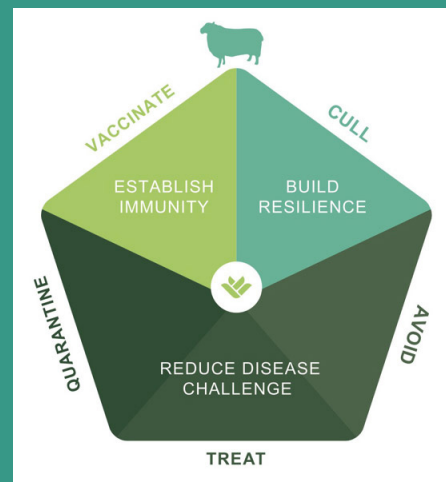 VACCINATE
CULL
ESTABLISH
IMMUNITY
BUILD
RESILIENCE
QUARANTINE
AVOID
REDUCE DISEASE
CHALLENGE
TREAT